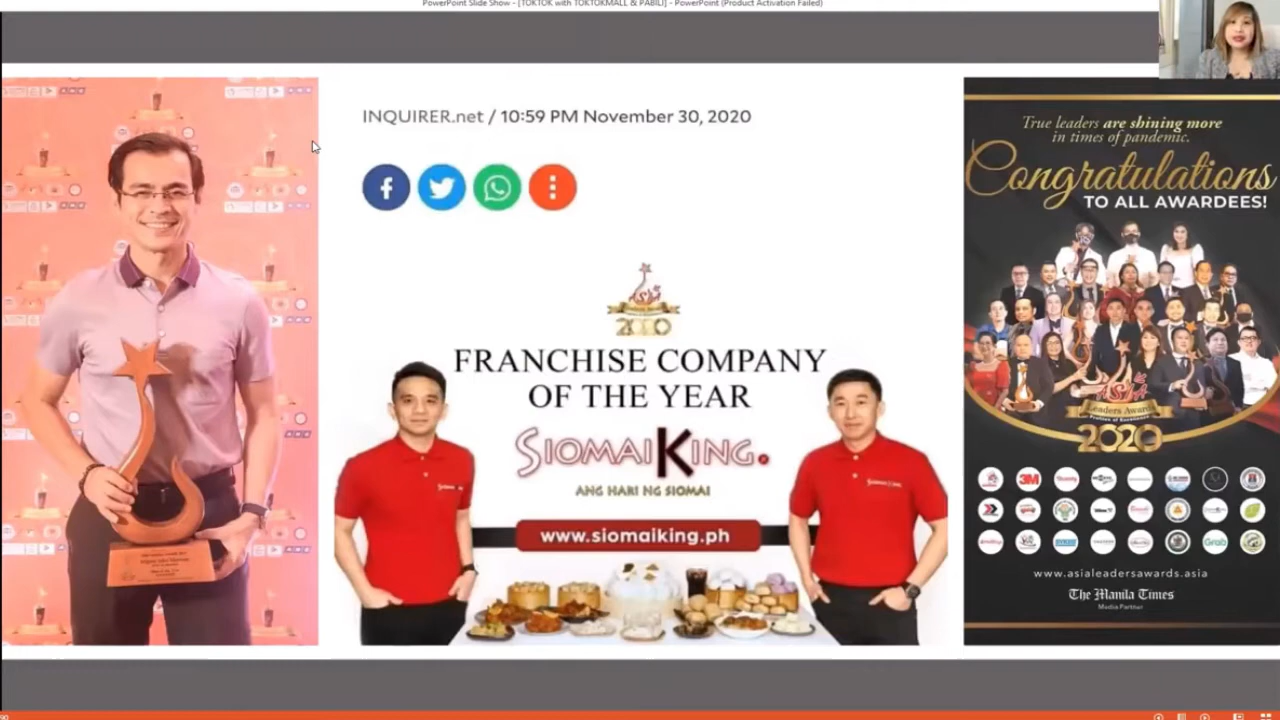 PowerPoint Slide Show - [TOKTOK with TOKTOKMALL & PABILI] - PowerPoint (Product Activation Failed)
INQUIRER.net / 10:59 PM November 30, 2020
FRANCHISE COMPANY
OF THE YEAR
SIOMAIKING.
ANG HARI NG SIOMAI
www.siomaiking.ph
True leaders are shining more
in times of pandemic.
Congratulations
TO ALL AWARDEES!
ASIA
Leaders Awards
2020
3M
Grab
www.asialeadersawards.asia
The Manila Times
Media Partner